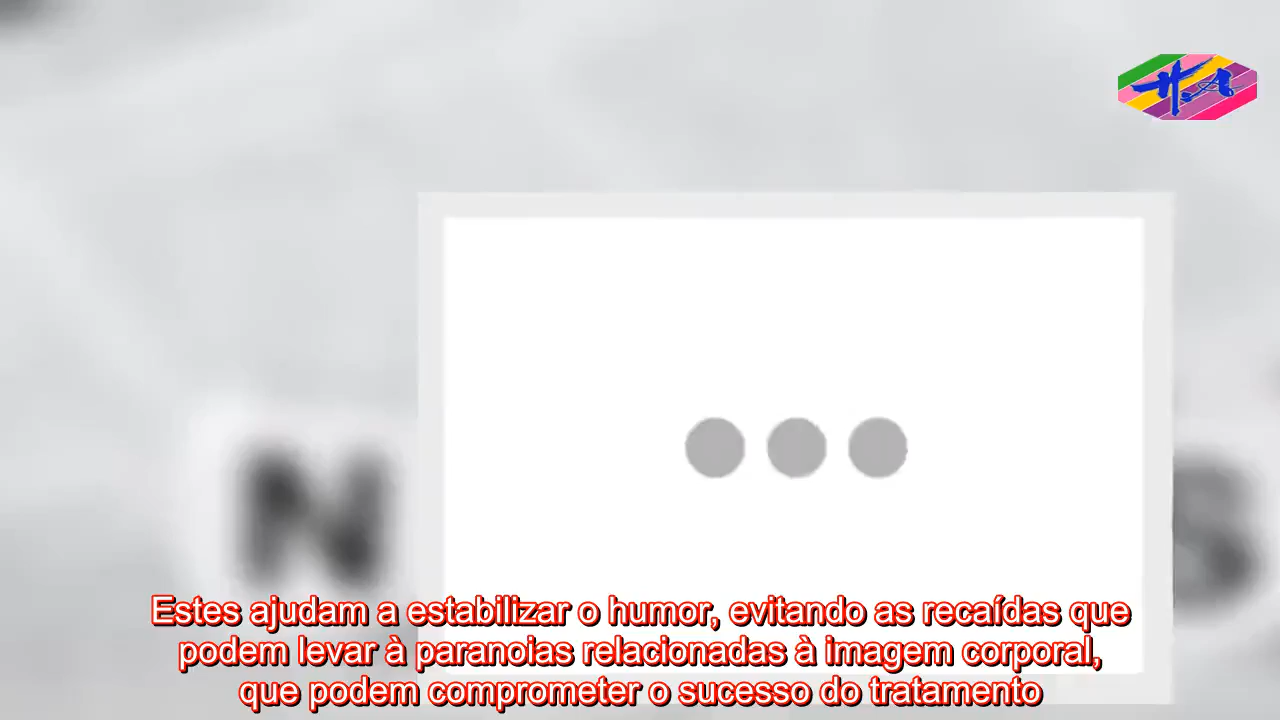 H.A
N
S
Estes ajudam a estabilizar o humor, evitando as recaídas que
podem levar à paranoias relacionadas à imagem corporal,
que podem comprometer o sucesso do tratamento